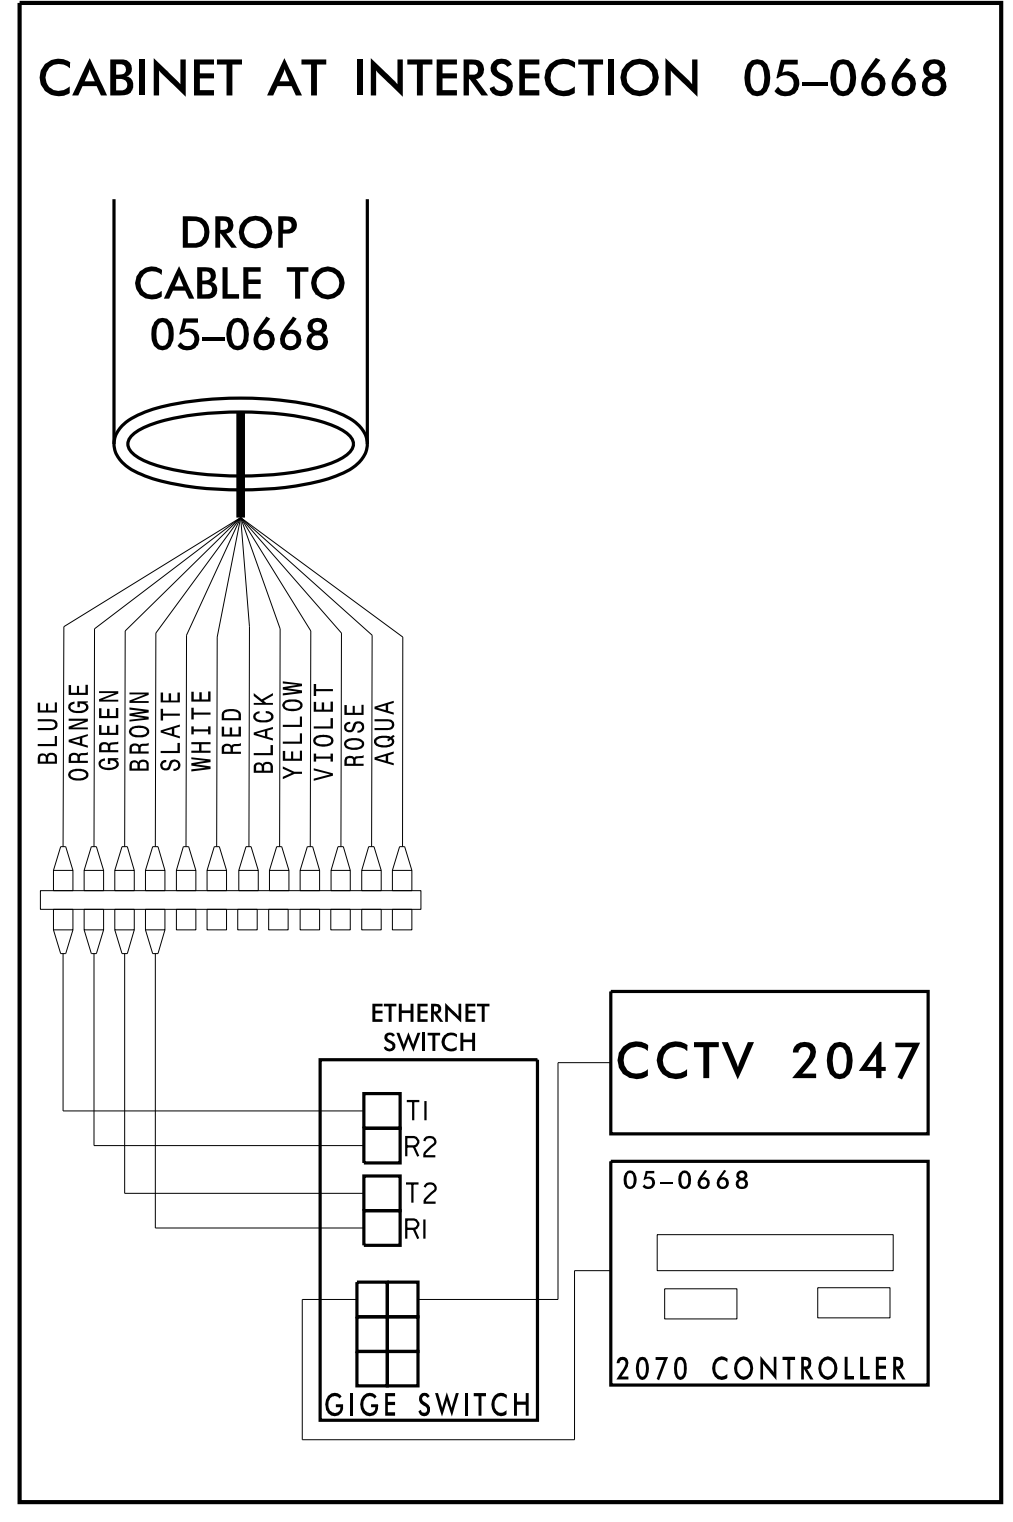 CABINET AT INTERSECTION 05–0668
DROP
CABLE TO
05–0668
BLUE
ORANGE
GREEN
BROWN
SLATE
WHITE
RED
BLACK
YELLOW
VIOLET
ROSE
AQUA
ETHERNET
SWITCH
T1
R2
T2
R1
GIGE SWITCH
CCTV 2047
05–0668
2070 CONTROLLER